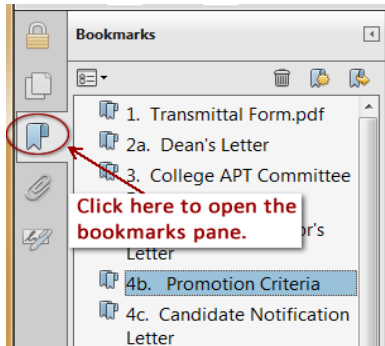 Bookmarks
1. Transmittal Form.pdf
2a. Dean's Letter
3. College APT Committee
Click here to open the
bookmarks pane.
Letter
4b. Promotion Criteria
4c. Candidate Notification
Letter